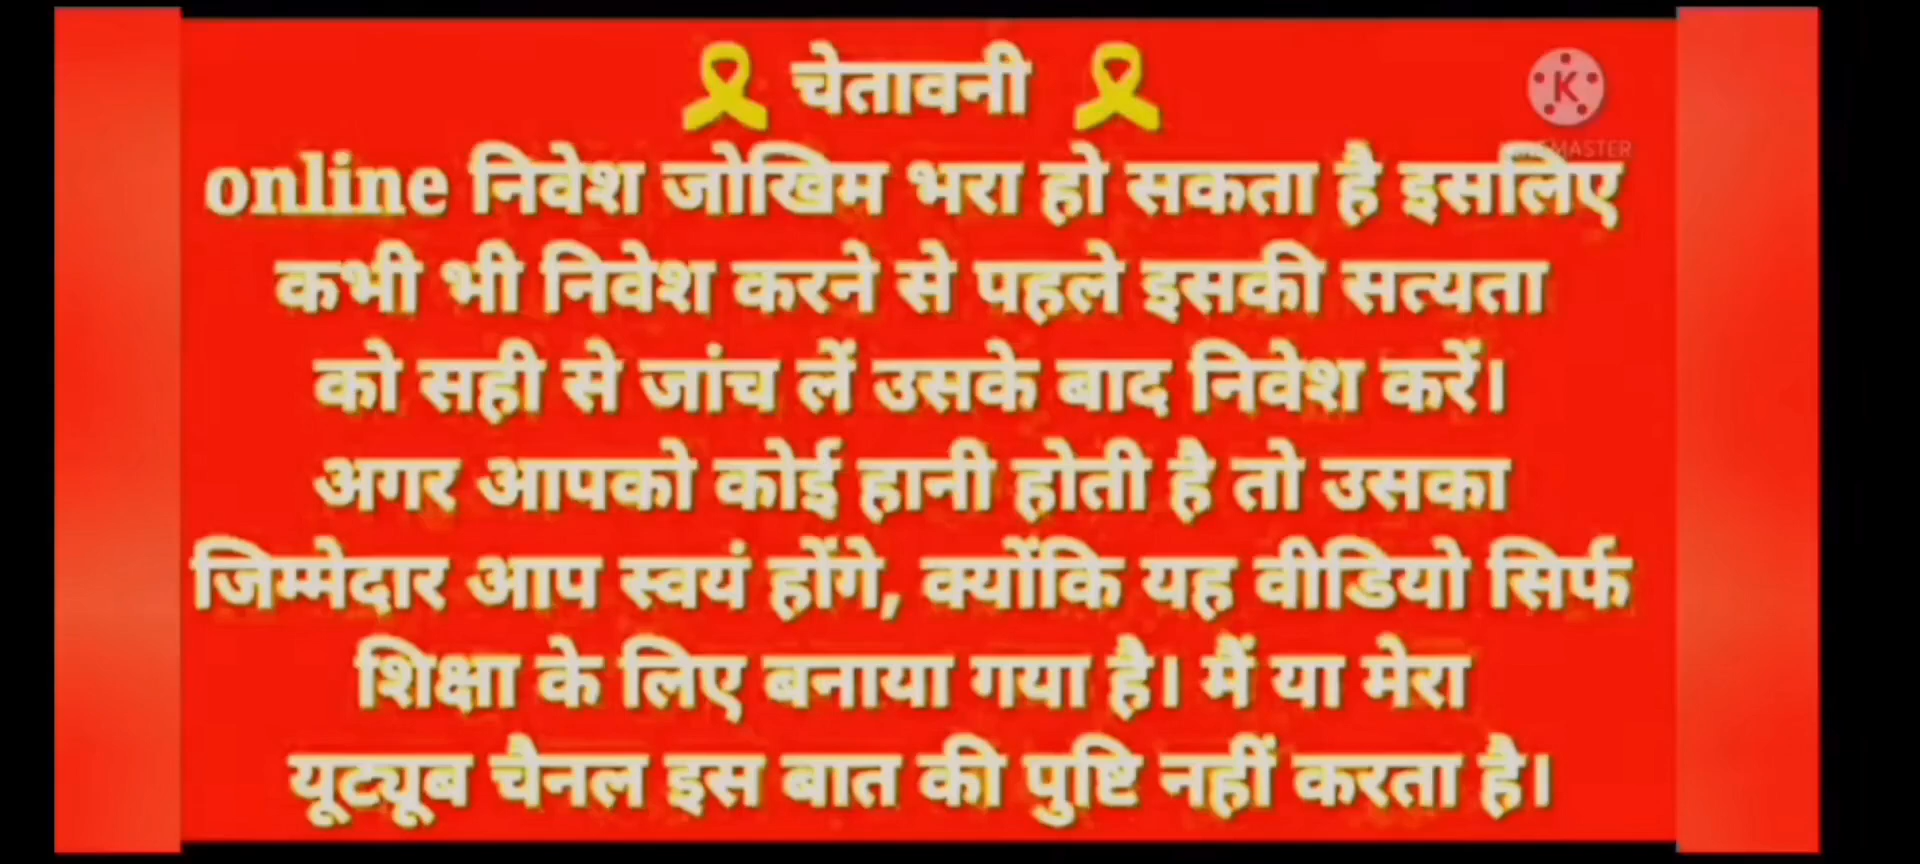 🎗 चेतावनी 🎗
K
KINEMASTER
online निवेश जोखिम भरा हो सकता है इसलिए
कभी भी निवेश करने से पहले इसकी सत्यता
को सही से जांच लें उसके बाद निवेश करें।
अगर आपको कोई हानी होती है तो उसका
जिम्मेदार आप स्वयं होंगे, क्योंकि यह वीडियो सिर्फ
शिक्षा के लिए बनाया गया है। मैं या मेरा
यूट्यूब चैनल इस बात की पुष्टि नहीं करता है।